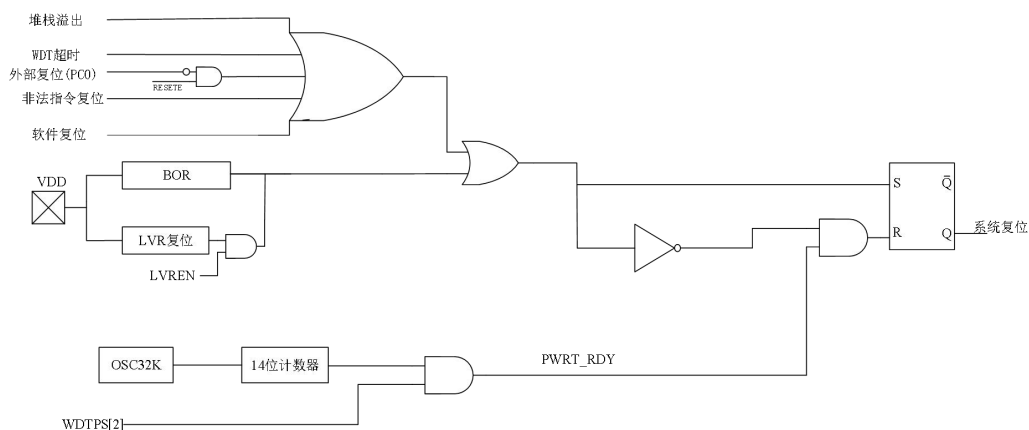 堆栈溢出
WDT超时
外部复位(PC0)
RESETE
非法指令复位
软件复位
VDD
BOR
LVR复位
LVREN
S
Q̅
R
Q
系统复位
OSC32K
14位计数器
PWRT_RDY
WDTPS[2]